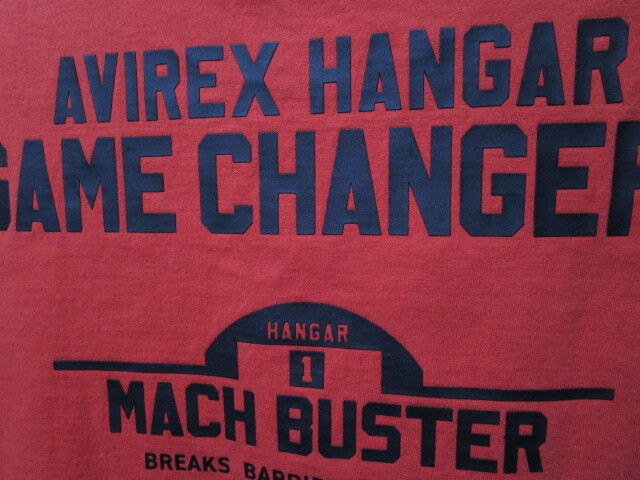 AVIREX HANGAR
GAME CHANGER
HANGAR
1
MACH BUSTER
BREAKS